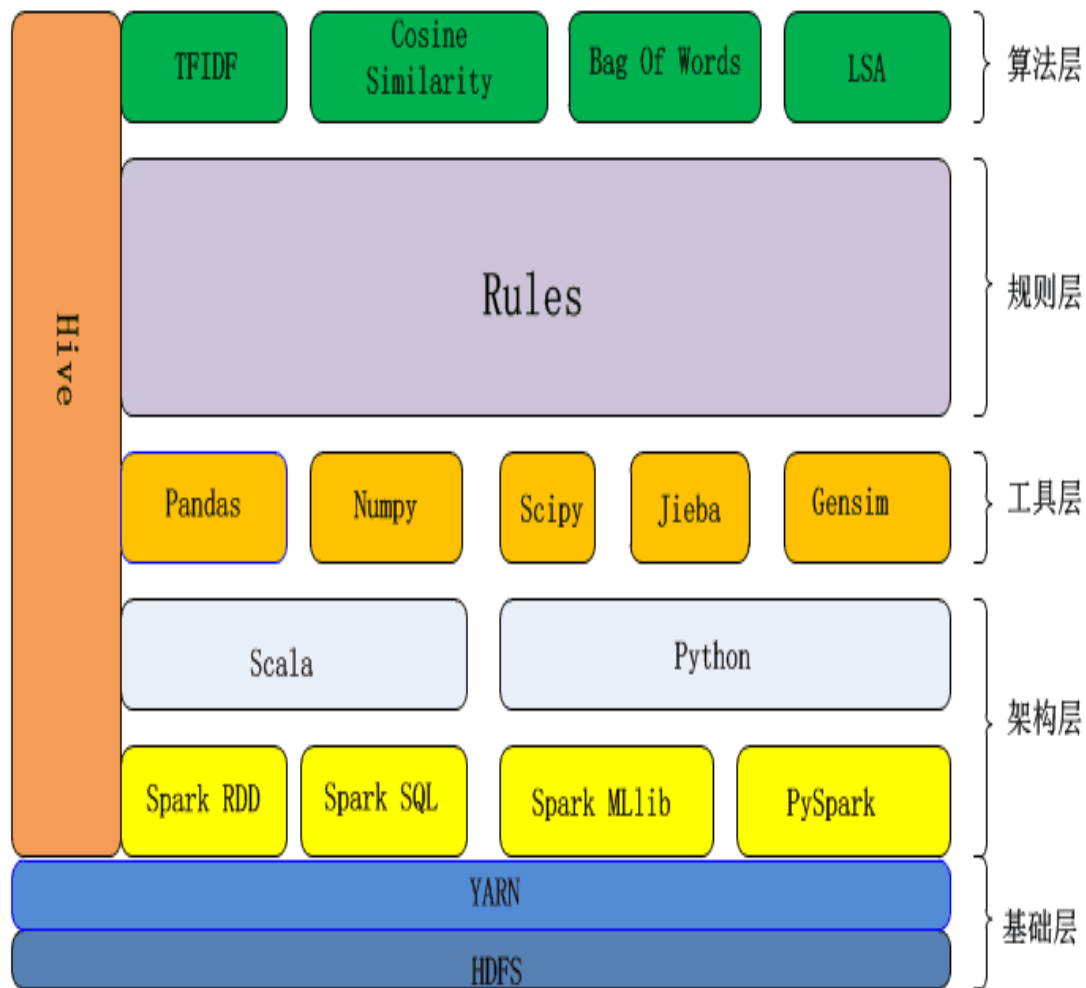 TFIDF
Cosine
Similarity
Bag Of Words
LSA
算法层
Rules
规则层
Hive
Pandas
Numpy
Scipy
Jieba
Gensim
工具层
Scala
Python
架构层
Spark RDD
Spark SQL
Spark MLlib
PySpark
YARN
基础层
HDFS